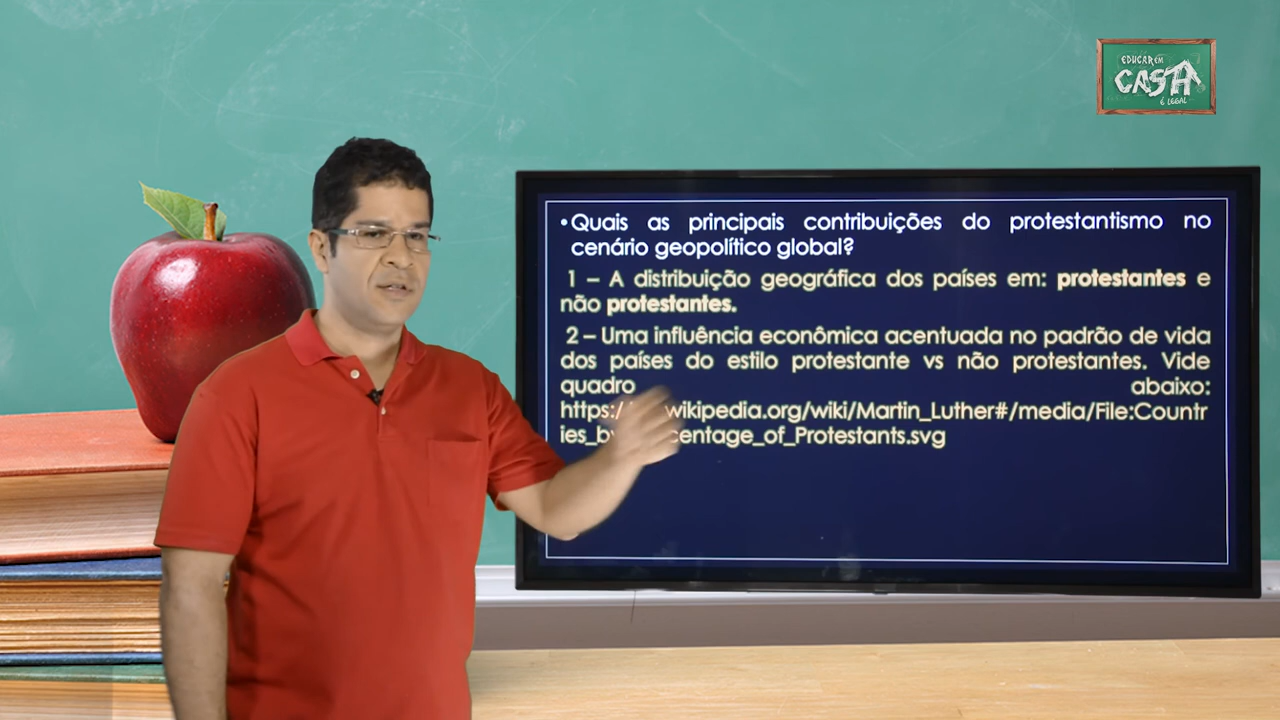 EDUCAR EM
CASA
É LEGAL
•Quais as principais contribuições do protestantismo no
cenário geopolítico global?
1 – A distribuição geográfica dos países em: protestantes e
não protestantes.
2 – Uma influência econômica acentuada no padrão de vida
dos países do estilo protestante vs não protestantes. Vide
quadro abaixo:
https:/ wikipedia.org/wiki/Martin_Luther#/media/File:Countr
ies_b centage_of_Protestants.svg